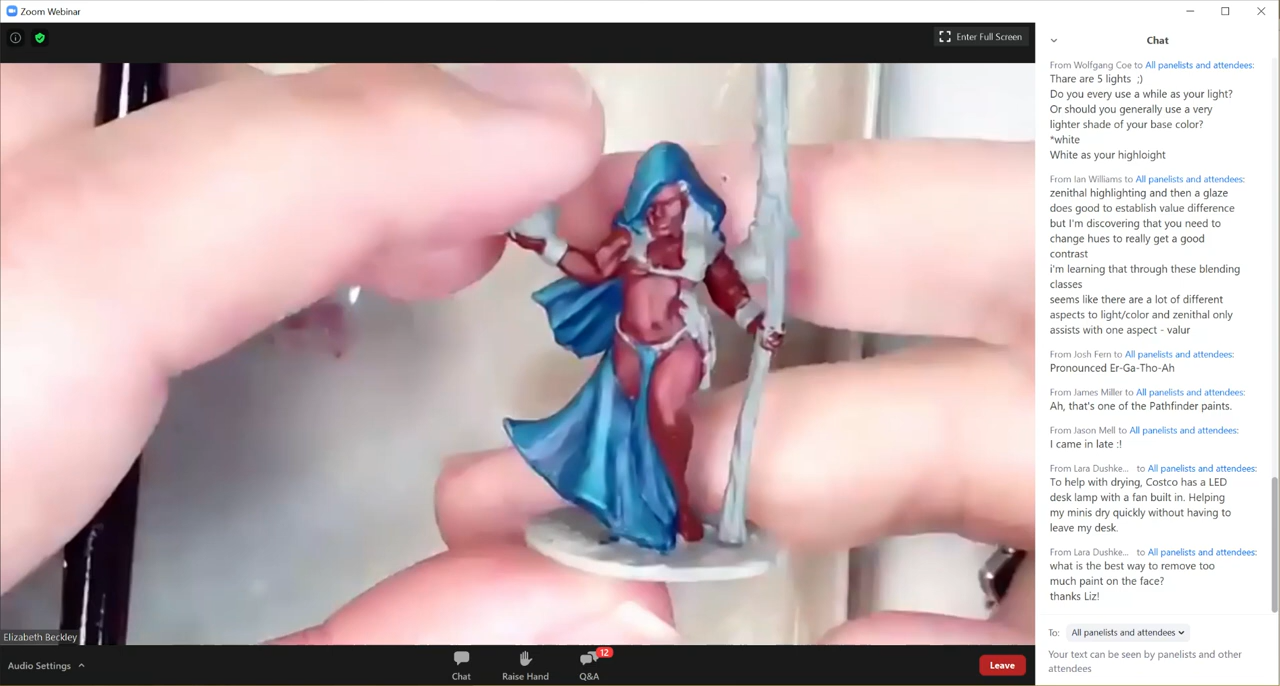 Zoom Webinar
Enter Full Screen
Chat
From Wolfgang Coe to All panelists and attendees:
Thare are 5 lights ;)
Do you every use a while as your light?
Or should you generally use a very
lighter shade of your base color?
*white
White as your highloight
From Ian Williams to All panelists and attendees:
zenithal highlighting and then a glaze
does good to establish value difference
but I'm discovering that you need to
change hues to really get a good
contrast
i'm learning that through these blending
classes
seems like there are a lot of different
aspects to light/color and zenithal only
assists with one aspect - valur
From Josh Fern to All panelists and attendees:
Pronounced Er-Ga-Tho-Ah
From James Miller to All panelists and attendees:
Ah, that's one of the Pathfinder paints.
From Jason Mell to All panelists and attendees:
I came in late :!
From Lara Dushke... to All panelists and attendees:
To help with drying, Costco has a LED
desk lamp with a fan built in. Helping
my minis dry quickly without having to
leave my desk.
From Lara Dushke... to All panelists and attendees:
what is the best way to remove too
much paint on the face?
thanks Liz!
To: All panelists and attendees
Your text can be seen by panelists and other
attendees
Elizabeth Beckley
Audio Settings
Chat
Raise Hand
12
Q&A
Leave